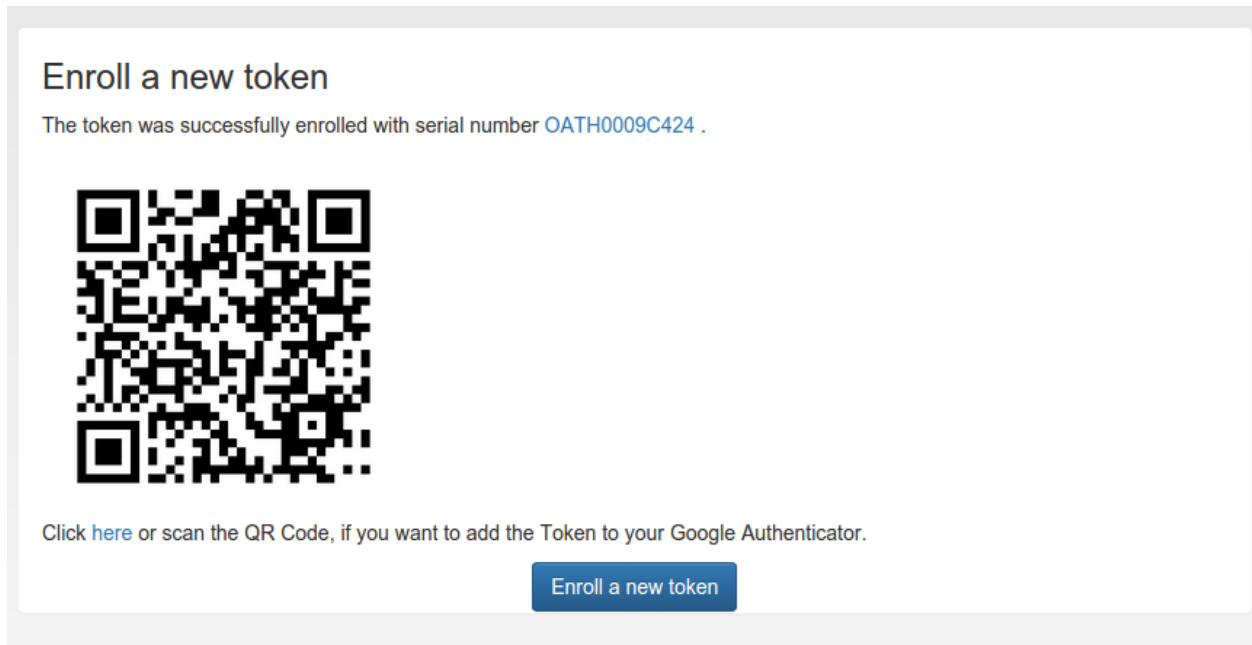 Enroll a new token
The token was successfully enrolled with serial number OATH0009C424 .
Click here or scan the QR Code, if you want to add the Token to your Google Authenticator.
Enroll a new token